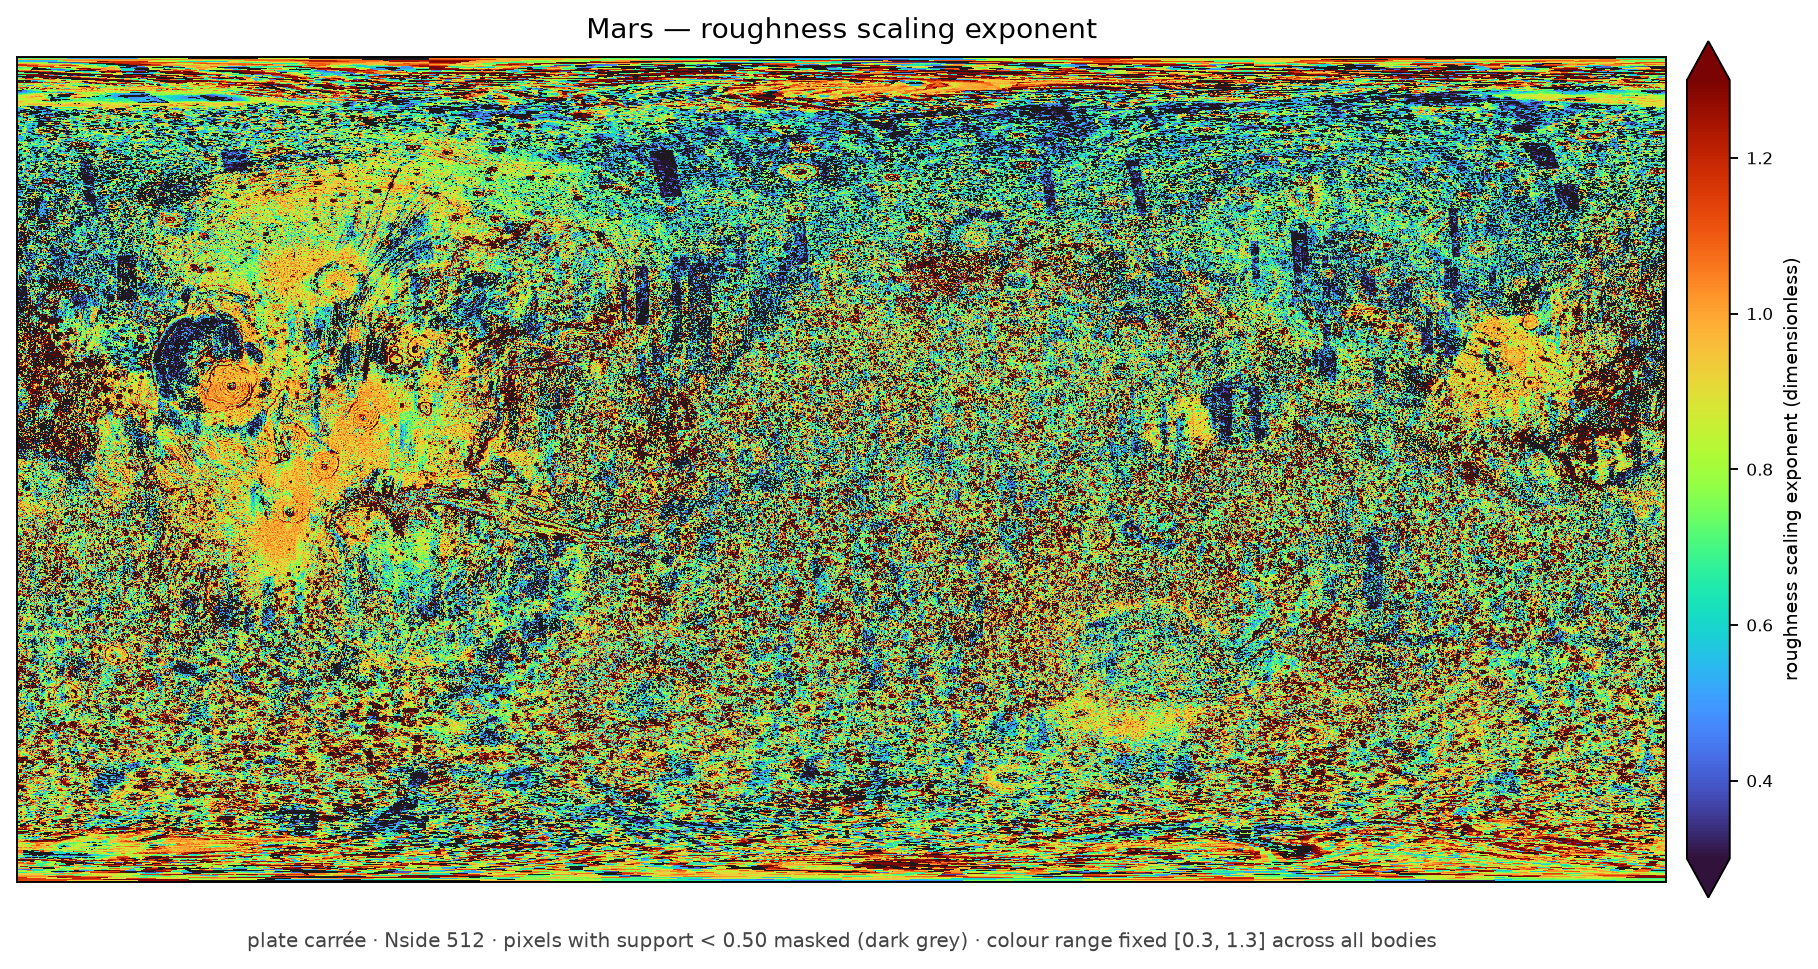 Mars — roughness scaling exponent
1.2
1.0
0.8
0.6
0.4
roughness scaling exponent (dimensionless)
plate carrée · Nside 512 · pixels with support < 0.50 masked (dark grey) · colour range fixed [0.3, 1.3] across all bodies